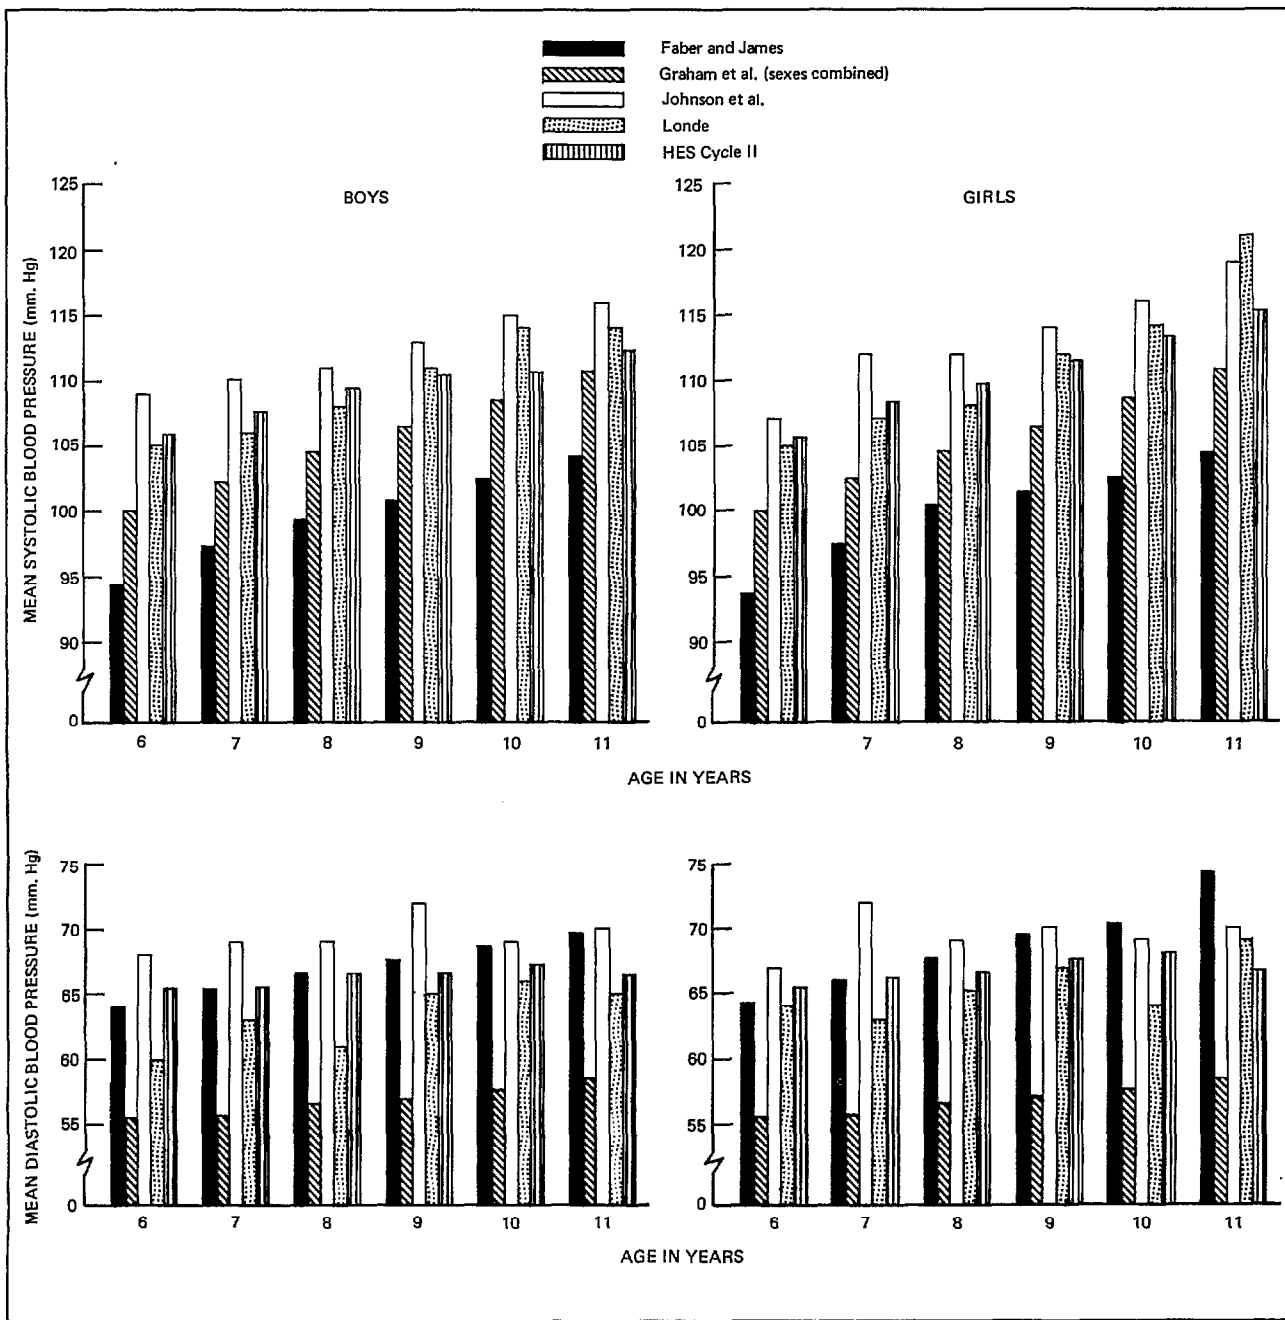 Faber and James
Graham et al. (sexes combined)
Johnson et al.
Londe
HES Cycle II
MEAN SYSTOLIC BLOOD PRESSURE (mm. Hg)
125
120
115
110
105
100
95
90
0
BOYS
6 7 8 9 10 11
125
120
115
110
105
100
95
90
0
GIRLS
7 8 9 10 11
AGE IN YEARS
MEAN DIASTOLIC BLOOD PRESSURE (mm. Hg)
75
70
65
60
55
0
6 7 8 9 10 11
75
70
65
60
55
0
6 7 8 9 10 11
AGE IN YEARS